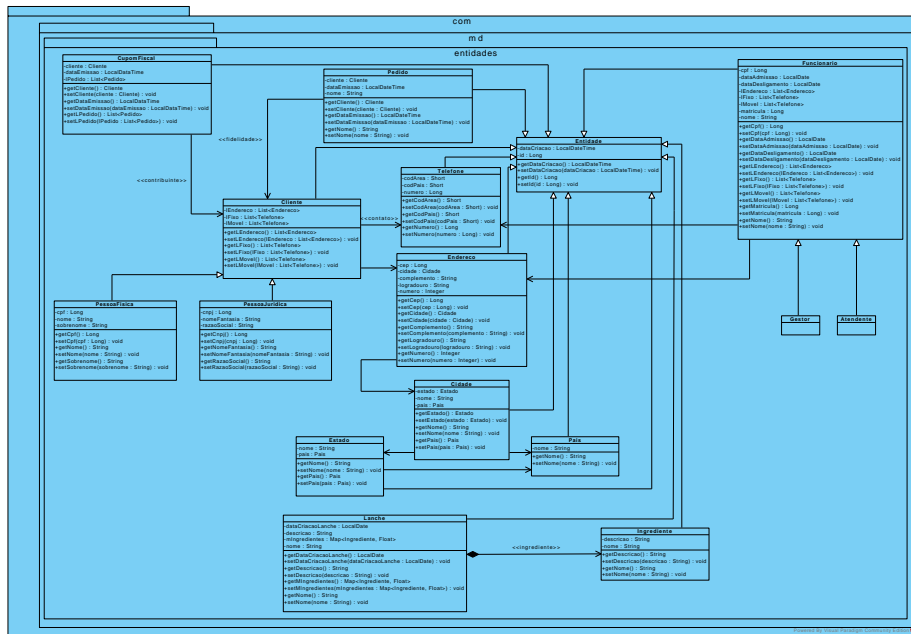 com
md
entidades
CupomFiscal
-cliente : Cliente
-dataEmissao : LocalDateTime
-lPedido : List<Pedido>
+getCliente() : Cliente
+setCliente(cliente : Cliente) : void
+getDataEmissao() : LocalDataTime
+setDataEmissao(dataEmissao : LocalDateTime) : void
+getLPedido() : List<Pedido>
+setLPedido(lPedido : List<Pedido>) : void
Pedido
-cliente : Cliente
-dataEmissao : LocalDateTime
-nome : String
+getCliente() : Cliente
+setCliente(cliente : Cliente) : void
+getDataEmissao() : LocalDateTime
+setDataEmissao(dataEmissao : LocalDateTime) : void
+getNome() : String
+setNome(nome : String) : void
Funcionario
-cpf : Long
-dataAdmissao : LocalDate
-dataDesligamento : LocalDate
-lEndereco : List<Endereco>
-lFixo : List<Telefone>
-lMovel : List<Telefone>
-matricula : Long
-nome : String
+getCpf() : Long
+setCpf(cpf : Long) : void
+getDataAdmissao() : LocalDate
+setDataAdmissao(dataAdmissao : LocalDate) : void
+getDataDesligamento() : LocalDate
+setDataDesligamento(dataDesligamento : LocalDate) : void
+getLEndereco() : List<Endereco>
+setLEndereco(lEndereco : List<Endereco>) : void
+getLFixo() : List<Telefone>
+setLFixo(lFixo : List<Telefone>) : void
+getLMovel() : List<Telefone>
+setLMovel(lMovel : List<Telefone>) : void
+getMatricula() : Long
+setMatricula(matricula : Long) : void
+getNome() : String
+setNome(nome : String) : void
<<fidelidade>>
<<contribuinte>>
Entidade
-dataCriacao : LocalDateTime
-id : Long
+getDataCriacao() : LocalDateTime
+setDataCriacao(dataCriacao : LocalDateTime) : void
+getId() : Long
+setId(id : Long) : void
Telefone
-codArea : Short
-codPais : Short
-numero : Long
+getCodArea() : Short
+setCodArea(codArea : Short) : void
+getCodPais() : Short
+setCodPais(codPais : Short) : void
+getNumero() : Long
+setNumero(numero : Long) : void
Cliente
-lEndereco : List<Endereco>
-lFixo : List<Telefone>
-lMovel : List<Telefone>
+getLEndereco() : List<Endereco>
+setLEndereco(lEndereco : List<Endereco>) : void
+getLFixo() : List<Telefone>
+setLFixo(lFixo : List<Telefone>) : void
+getLMovel() : List<Telefone>
+setLMovel(lMovel : List<Telefone>) : void
<<contato>>
Endereco
-cep : Long
-cidade : Cidade
-complemento : String
-logradouro : String
-numero : Integer
+getCep() : Long
+setCep(cep : Long) : void
+getCidade() : Cidade
+setCidade(cidade : Cidade) : void
+getComplemento() : String
+setComplemento(complemento : String) : void
+getLogradouro() : String
+setLogradouro(logradouro : String) : void
+getNumero() : Integer
+setNumero(numero : Integer) : void
PessoaFisica
-cpf : Long
-nome : String
-sobrenome : String
+getCpf() : Long
+setCpf(cpf : Long) : void
+getNome() : String
+setNome(nome : String) : void
+getSobrenome() : String
+setSobrenome(sobrenome : String) : void
PessoaJuridica
-cnpj : Long
-nomeFantasia : String
-razaoSocial : String
+getCnpj() : Long
+setCnpj(cnpj : Long) : void
+getNomeFantasia() : String
+setNomeFantasia(nomeFantasia : String) : void
+getRazaoSocial() : String
+setRazaoSocial(razaoSocial : String) : void
Gestor
Atendente
Cidade
-estado : Estado
-nome : String
-pais : Pais
+getEstado() : Estado
+setEstado(estado : Estado) : void
+getNome() : String
+setNome(nome : String) : void
+getPais() : Pais
+setPais(pais : Pais) : void
Estado
-nome : String
-pais : Pais
+getNome() : String
+setNome(nome : String) : void
+getPais() : Pais
+setPais(pais : Pais) : void
Pais
-nome : String
+getNome() : String
+setNome(nome : String) : void
Lanche
-dataCriacaoLanche : LocalDate
-descricao : String
-mIngredientes : Map<Ingrediente, Float>
-nome : String
+getDataCriacaoLanche() : LocalDate
+setDataCriacaoLanche(dataCriacaoLanche : LocalDate) : void
+getDescricao() : String
+setDescricao(descricao : String) : void
+getMIngredientes() : Map<Ingrediente, Float>
+setMIngredientes(mIngredientes : Map<Ingrediente, Float>) : void
+getNome() : String
+setNome(nome : String) : void
<<ingrediente>>
Ingrediente
-descricao : String
-nome : String
+getDescricao() : String
+setDescricao(descricao : String) : void
+getNome() : String
+setNome(nome : String) : void
Powered By Visual Paradigm Community Edition